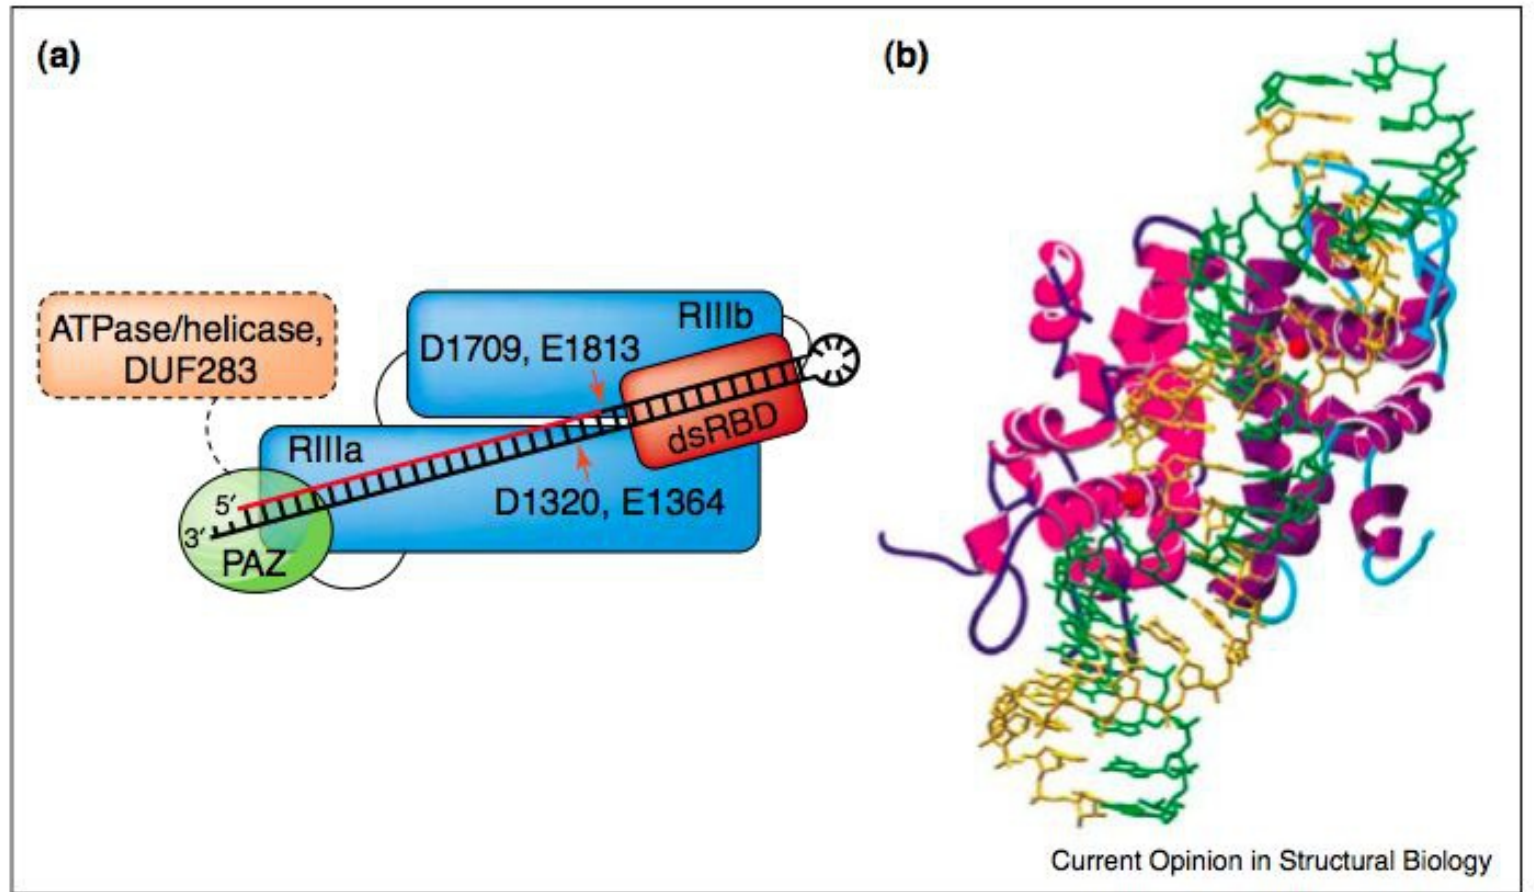 (a)
(b)
ATPase/helicase,
DUF283
RIIIb
D1709, E1813
dsRBD
RIIIa
D1320, E1364
5′
3′
PAZ
Current Opinion in Structural Biology